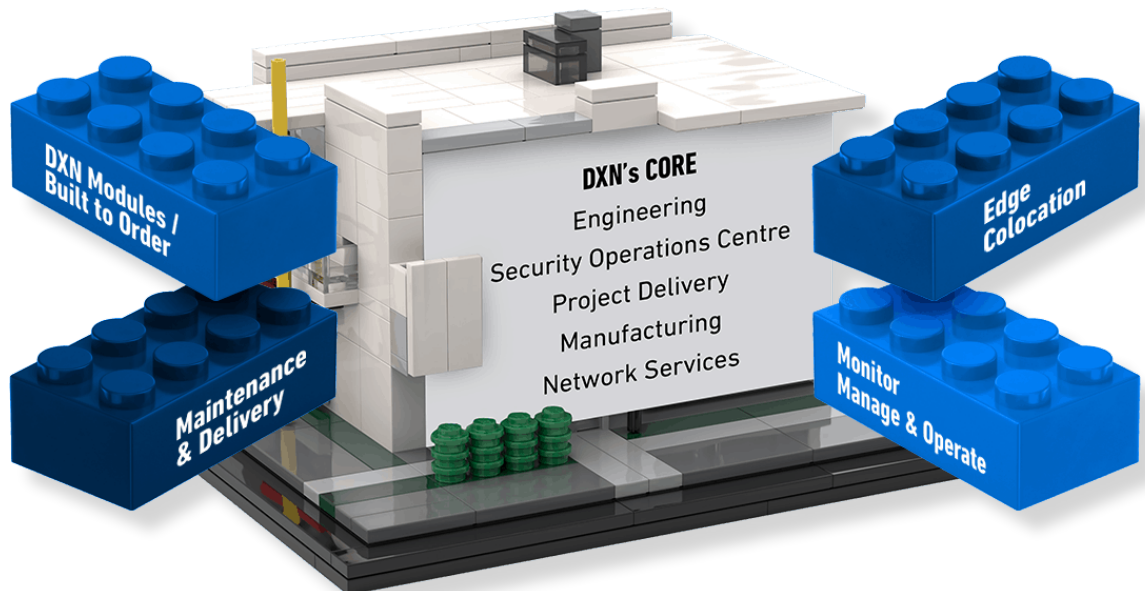 DXN Modules /
Built to Order
Maintenance
& Delivery
DXN's CORE
Engineering
Security Operations Centre
Project Delivery
Manufacturing
Network Services
Edge
Colocation
Monitor
Manage & Operate